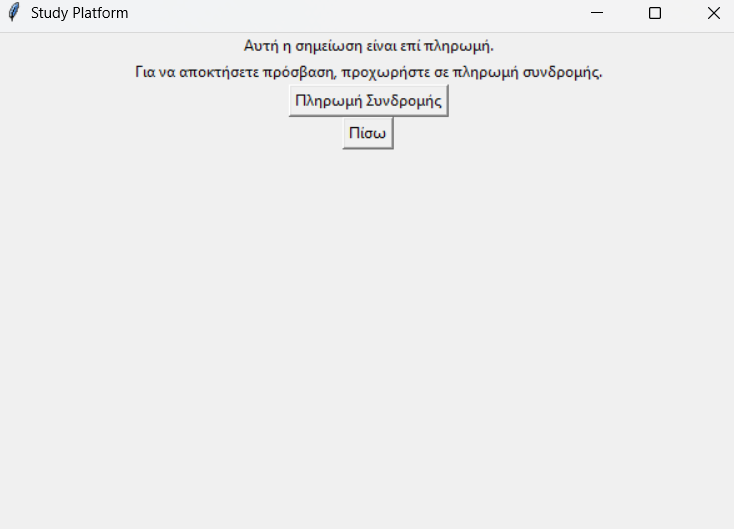 Study Platform
Αυτή η σημείωση είναι επί πληρωμή.
Για να αποκτήσετε πρόσβαση, προχωρήστε σε πληρωμή συνδρομής.
Πληρωμή Συνδρομής
Πίσω